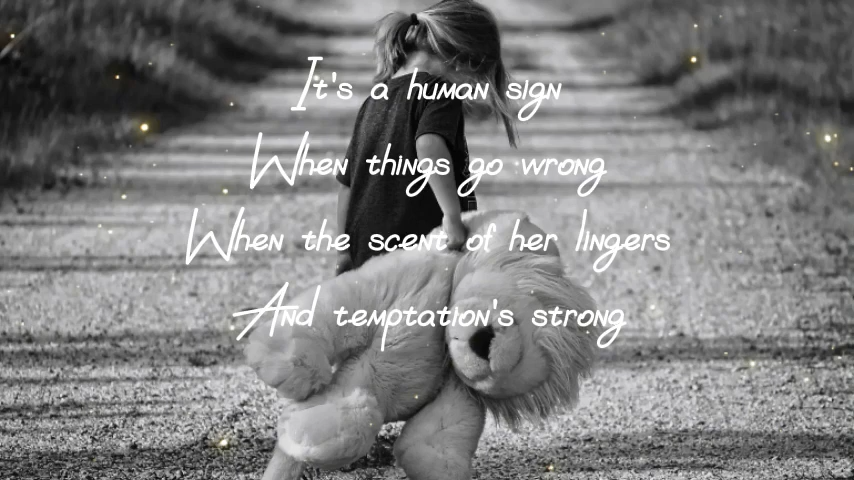 It's a human sign
When things go wrong
When the scent of her lingers
And temptation's strong